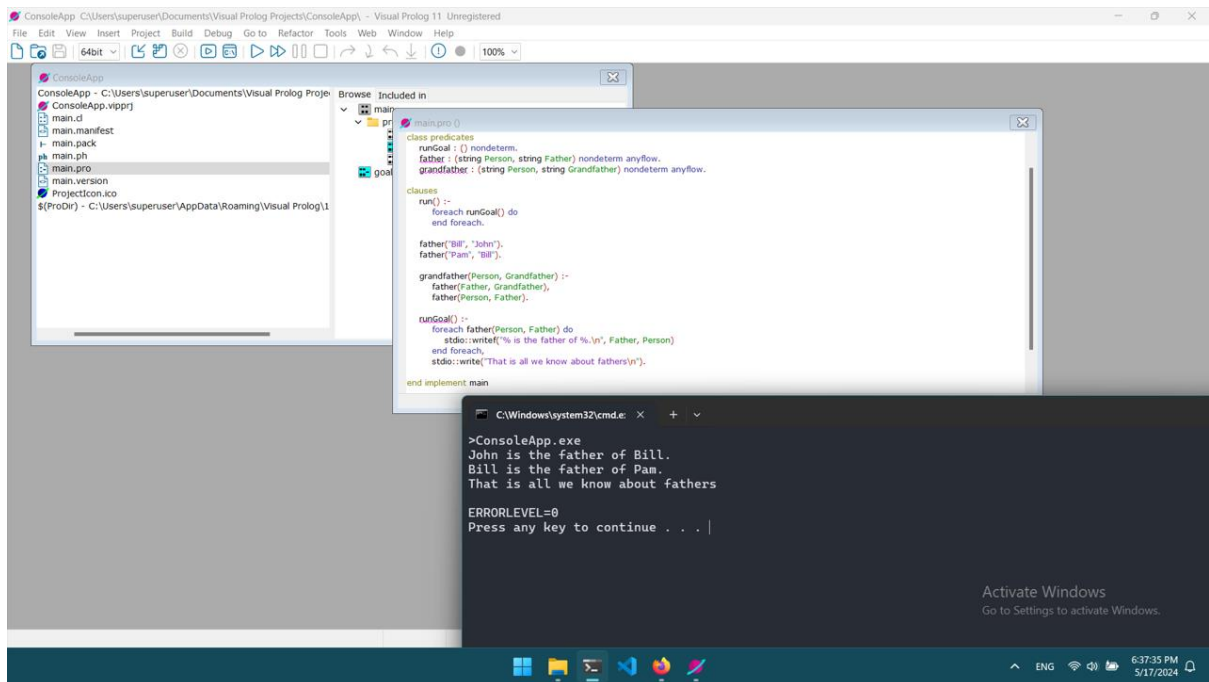 ConsoleApp C:\Users\superuser\Documents\Visual Prolog Projects\ConsoleApp\ - Visual Prolog 11 Unregistered
File Edit View Insert Project Build Debug Go to Refactor Tools Web Window Help
64bit 100%
ConsoleApp
ConsoleApp - C:\Users\superuser\Documents\Visual Prolog Proje
ConsoleApp.vipprj
main.cl
main.manifest
main.pack
main.ph
main.pro
main.version
ProjectIcon.ico
$(ProDir) - C:\Users\superuser\AppData\Roaming\Visual Prolog\1
Browse Included in
main
pr
goal
main.pro ()
class predicates
runGoal : () nondeterm.
father : (string Person, string Father) nondeterm anyflow.
grandfather : (string Person, string Grandfather) nondeterm anyflow.
clauses
run() :-
foreach runGoal() do
end foreach.
father("Bill", "John").
father("Pam", "Bill").
grandfather(Person, Grandfather) :-
father(Father, Grandfather),
father(Person, Father).
runGoal() :-
foreach father(Person, Father) do
stdio::writef("% is the father of %.\n", Father, Person)
end foreach,
stdio::write("That is all we know about fathers\n").
end implement main
C:\Windows\system32\cmd.e:
>ConsoleApp.exe
John is the father of Bill.
Bill is the father of Pam.
That is all we know about fathers
ERRORLEVEL=0
Press any key to continue . . .
Activate Windows
Go to Settings to activate Windows.
ENG
6:37:35 PM
5/17/2024